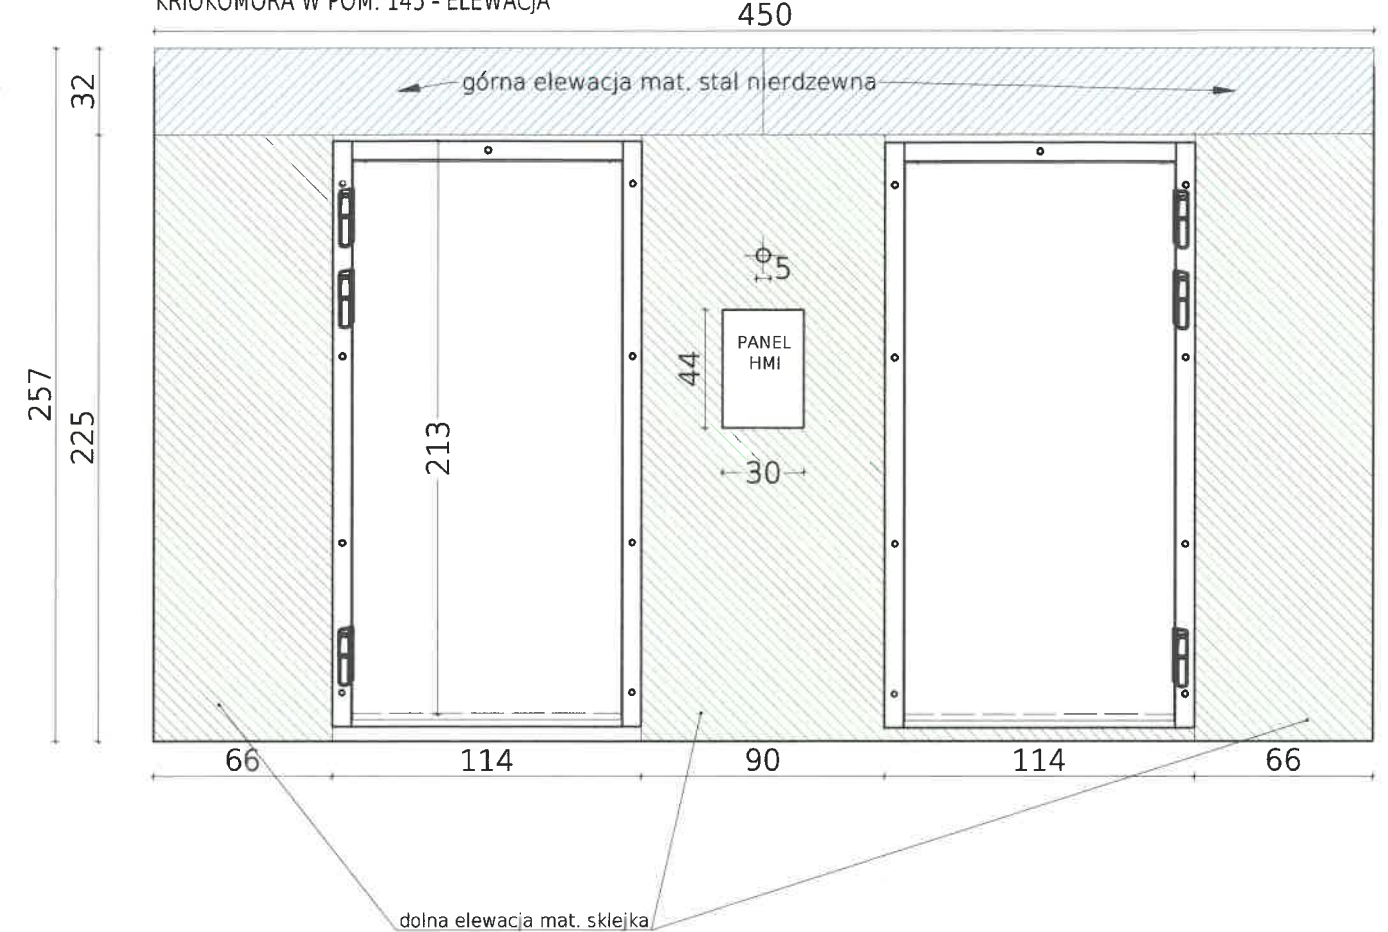 KRIOKOMORA W POM. 145 - ELEWACJA
450
górna elewacja mat. stal nierdzewna
32
257
225
213
5
PANEL
HMI
44
30
66
114
90
114
66
dolna elewacja mat. sklejka